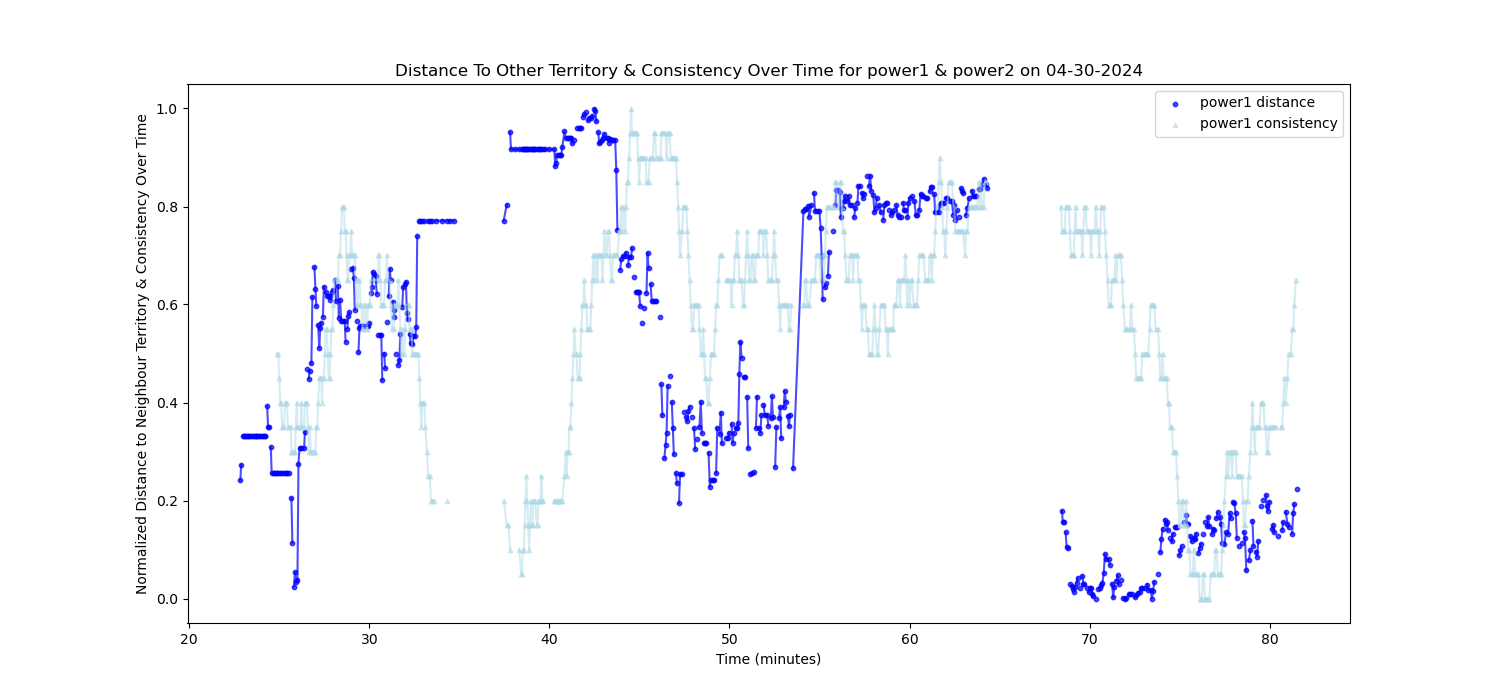 Distance To Other Territory & Consistency Over Time for power1 & power2 on 04-30-2024
power1 distance
power1 consistency
Normalized Distance to Neighbour Territory & Consistency Over Time
1.0
0.8
0.6
0.4
0.2
0.0
20 30 40 50 60 70 80
Time (minutes)